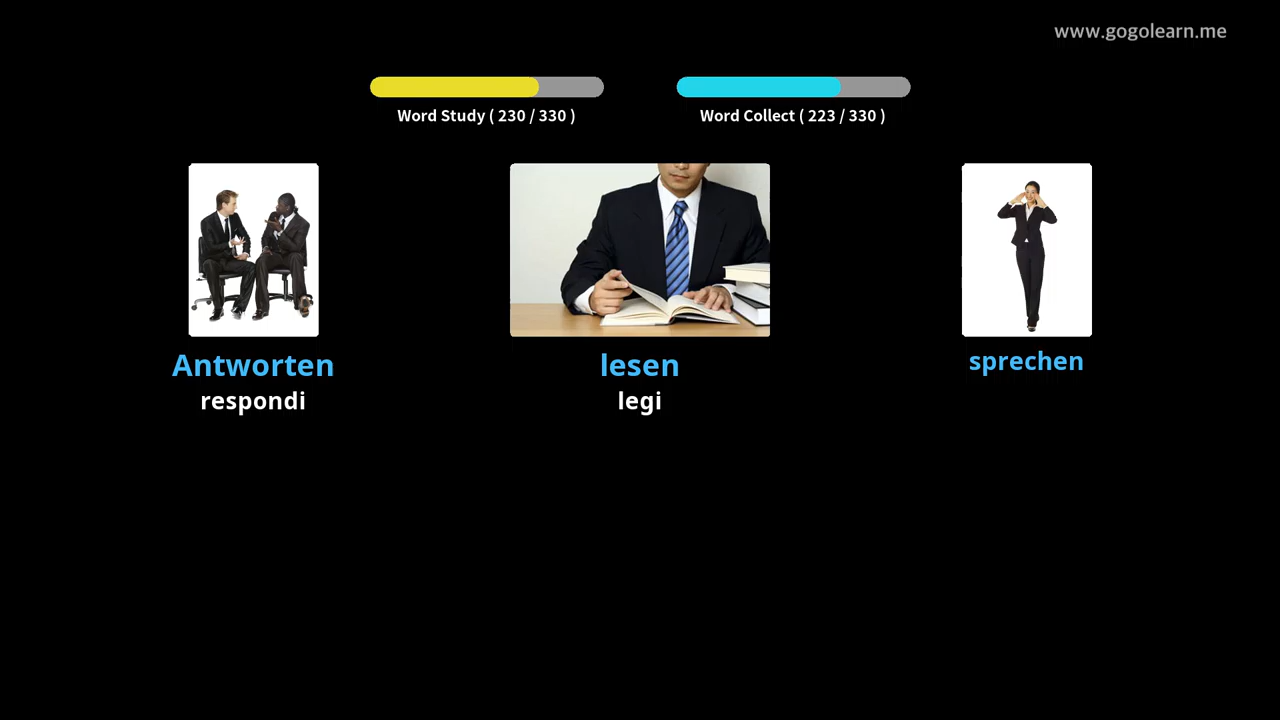 www.gogolearn.me
Word Study ( 230 / 330 )
Word Collect ( 223 / 330 )
Antworten
respondi
lesen
legi
sprechen